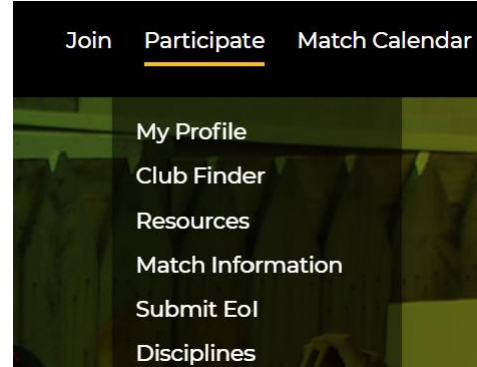 Join Participate Match Calendar
My Profile
Club Finder
Resources
Match Information
Submit EoI
Disciplines